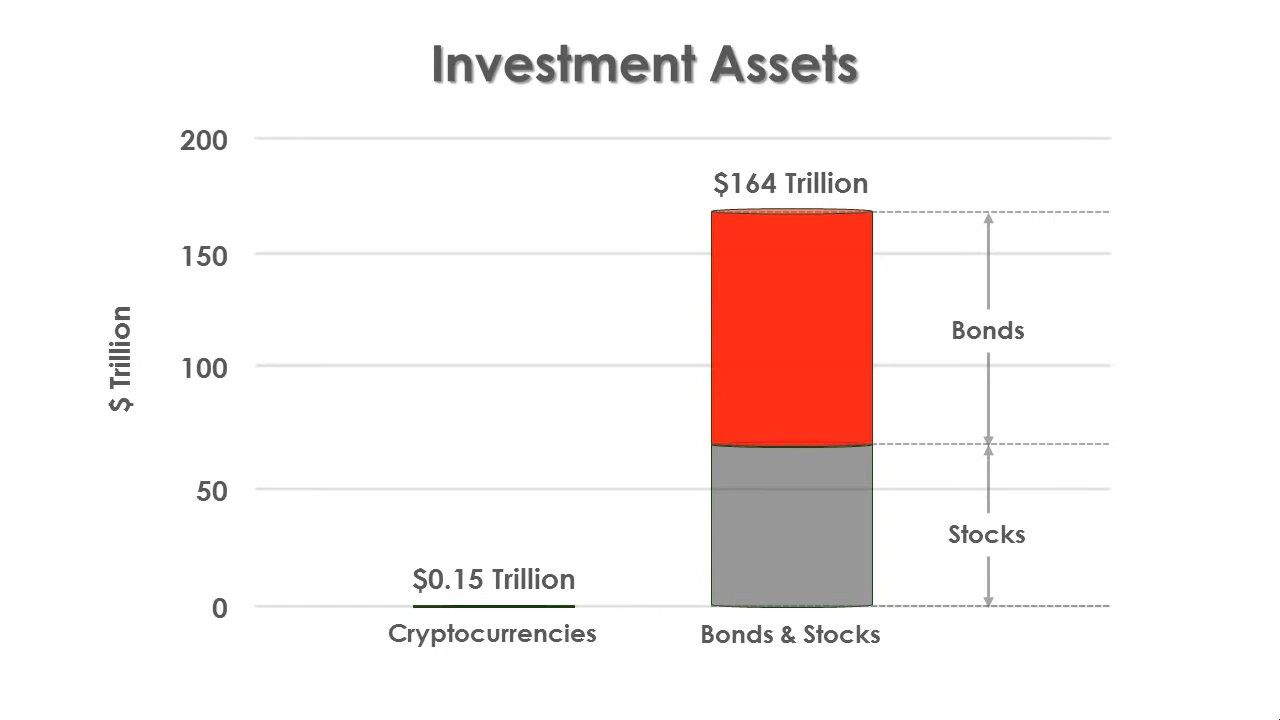 Investment Assets
200
$164 Trillion
150
$ Trillion
Bonds
100
50
Stocks
$0.15 Trillion
0
Cryptocurrencies
Bonds & Stocks